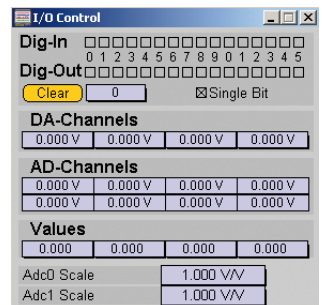 I/O Control
Dig-In
0 1 2 3 4 5 6 7 8 9 0 1 2 3 4 5
Dig-Out
Clear 0 Single Bit
DA-Channels
0.000 V 0.000 V 0.000 V 0.000 V
AD-Channels
0.000 V 0.000 V 0.000 V 0.000 V
0.000 V 0.000 V 0.000 V 0.000 V
Values
0.000 0.000 0.000 0.000
Adc0 Scale 1.000 V/V
Adc1 Scale 1.000 V/V